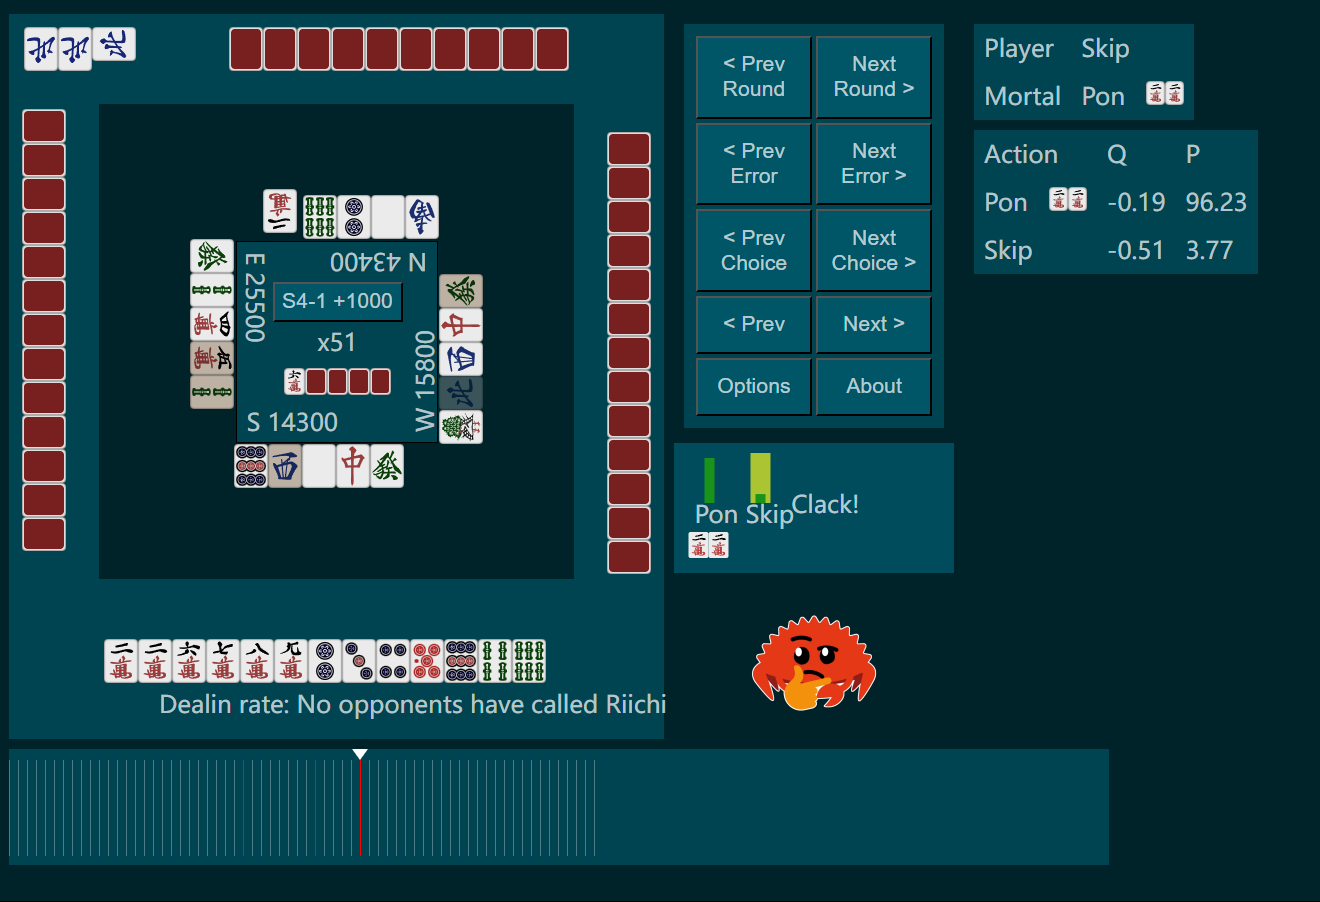 < Prev
Round
Next
Round >
< Prev
Error
Next
Error >
< Prev
Choice
Next
Choice >
< Prev
Next >
Options
About
Player Skip
Mortal Pon
Action Q P
Pon -0.19 96.23
Skip -0.51 3.77
N 43400
E 25500
S4-1 +1000
x51
W 15800
S 14300
Pon Skip
Clack!
Dealin rate: No opponents have called Riichi